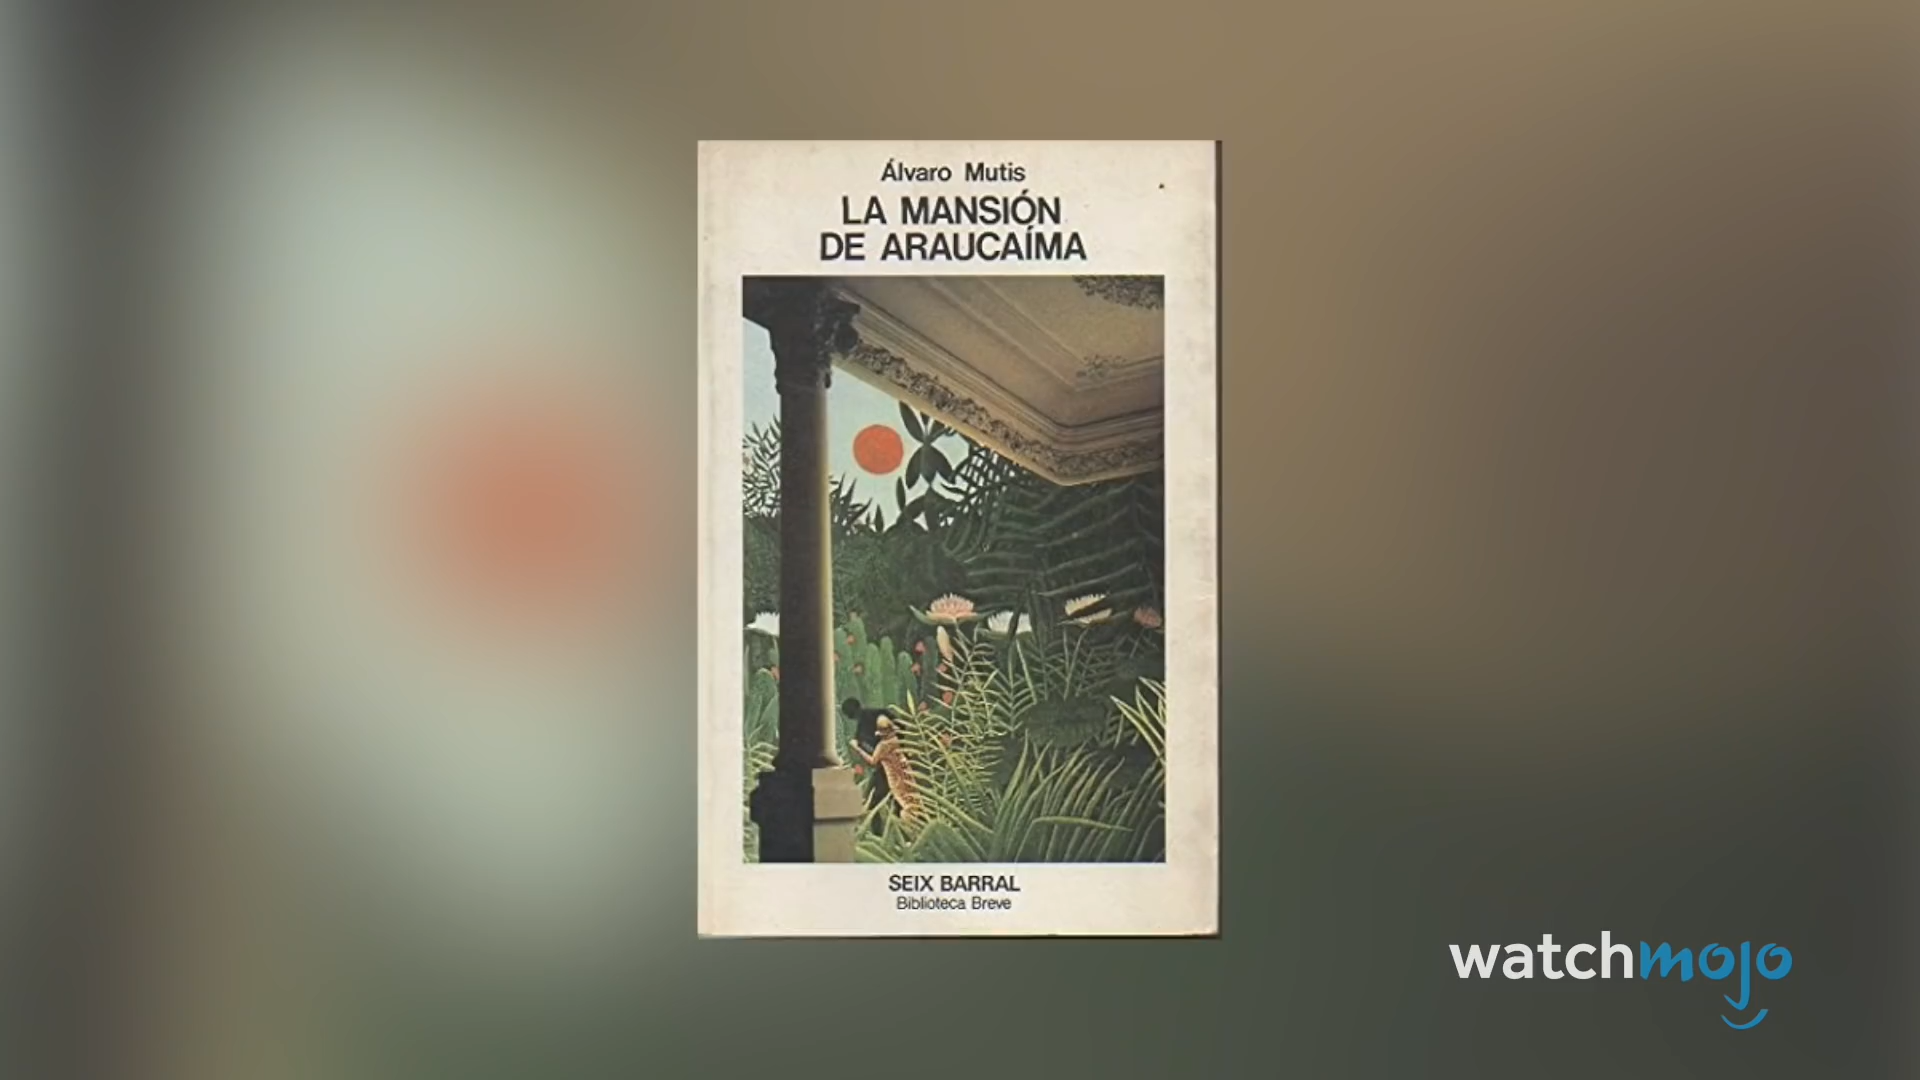 Álvaro Mutis
LA MANSIÓN
DE ARAUCAÍMA
SEIX BARRAL
Biblioteca Breve
watchmojo